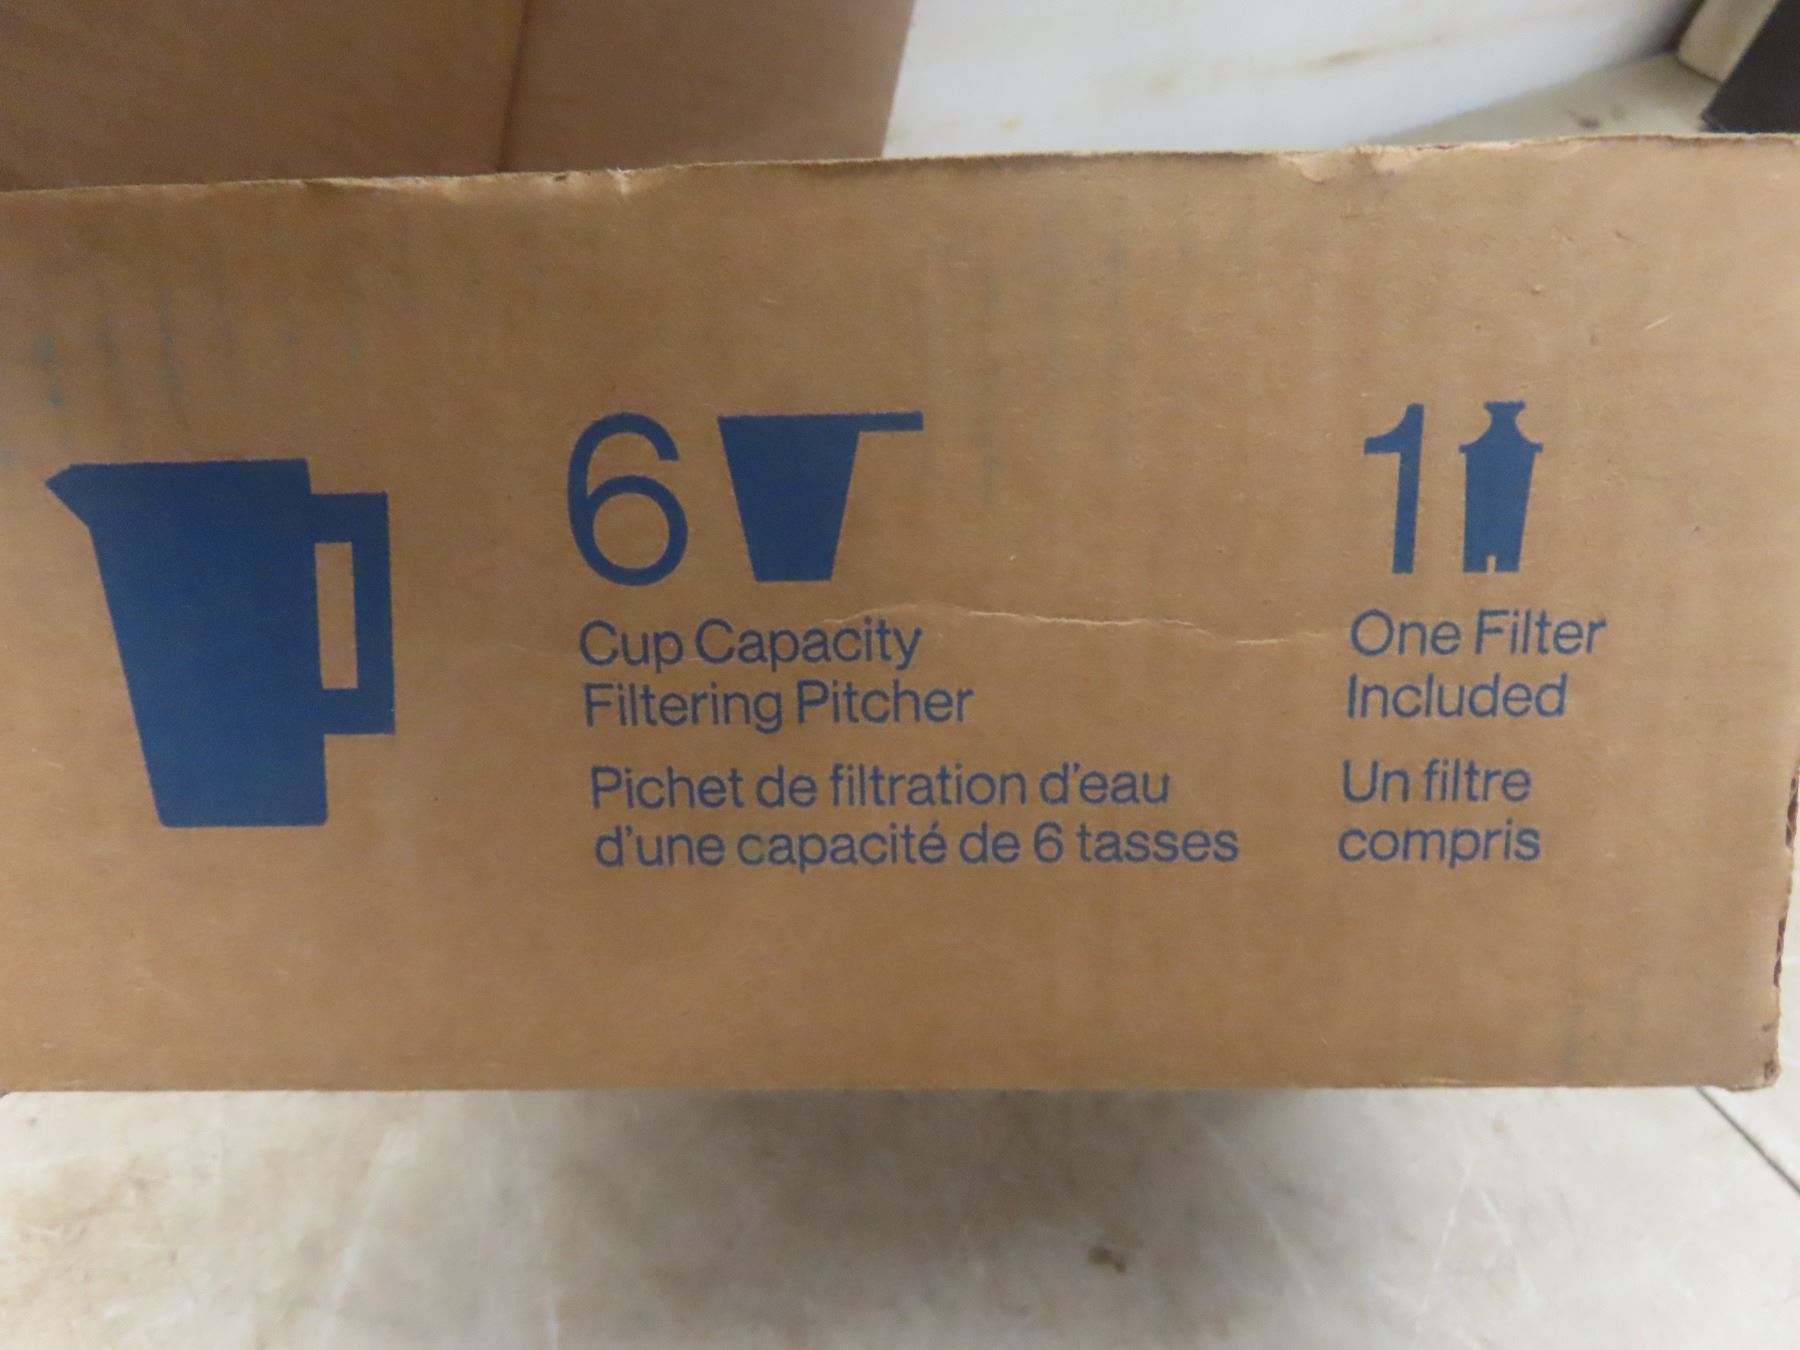 6
Cup Capacity
Filtering Pitcher
Pichet de filtration d'eau
d'une capacité de 6 tasses
1
One Filter
Included
Un filtre
compris